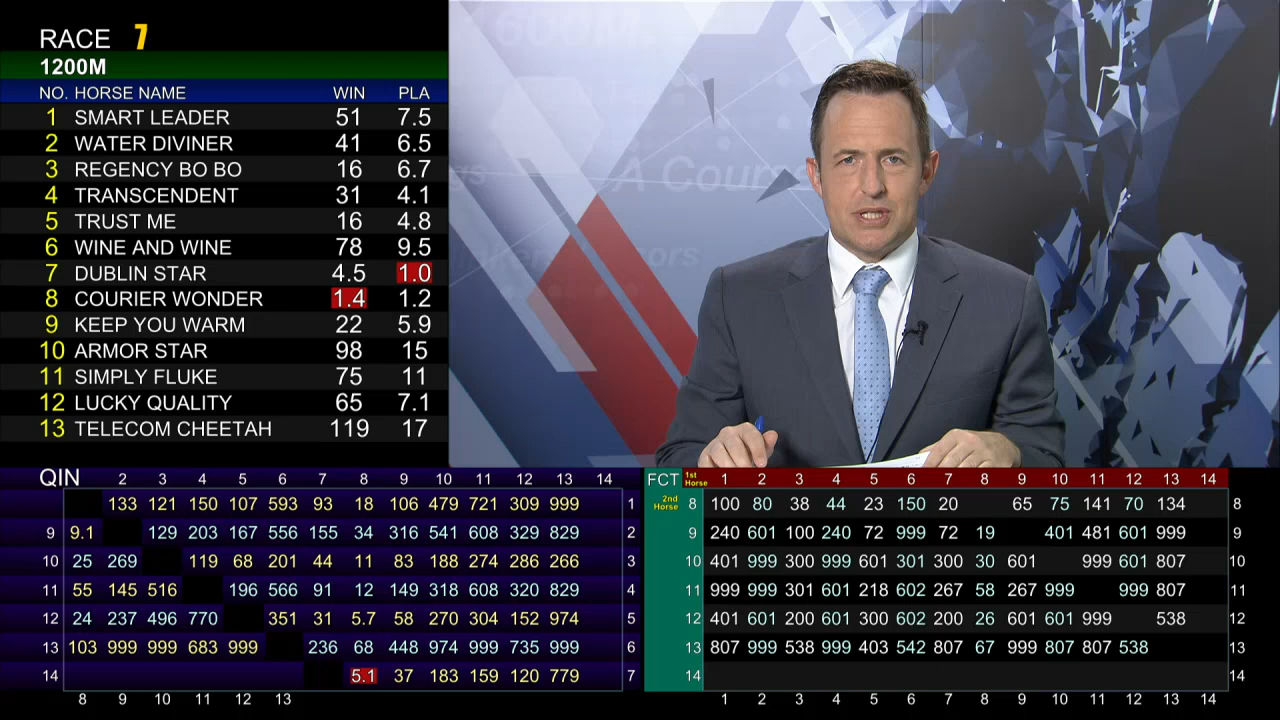 RACE 7
1200M
NO. HORSE NAME WIN PLA
1 SMART LEADER 51 7.5
2 WATER DIVINER 41 6.5
3 REGENCY BO BO 16 6.7
4 TRANSCENDENT 31 4.1
5 TRUST ME 16 4.8
6 WINE AND WINE 78 9.5
7 DUBLIN STAR 4.5 1.0
8 COURIER WONDER 1.4 1.2
9 KEEP YOU WARM 22 5.9
10 ARMOR STAR 98 15
11 SIMPLY FLUKE 75 11
12 LUCKY QUALITY 65 7.1
13 TELECOM CHEETAH 119 17
A Cours
QIN 2 3 4 5 6 7 8 9 10 11 12 13 14
133 121 150 107 593 93 18 106 479 721 309 999 1
9 9.1 129 203 167 556 155 34 316 541 608 329 829 2
10 25 269 119 68 201 44 11 83 188 274 286 266 3
11 55 145 516 196 566 91 12 149 318 608 320 829 4
12 24 237 496 770 351 31 5.7 58 270 304 152 974 5
13 103 999 999 683 999 236 68 448 974 999 735 999 6
14 5.1 37 183 159 120 779 7
8 9 10 11 12 13
FCT 1st Horse 1 2 3 4 5 6 7 8 9 10 11 12 13 14
2nd Horse 8 100 80 38 44 23 150 20 65 75 141 70 134 8
9 240 601 100 240 72 999 72 19 401 481 601 999 9
10 401 999 300 999 601 301 300 30 601 999 601 807 10
11 999 999 301 601 218 602 267 58 267 999 999 807 11
12 401 601 200 601 300 602 200 26 601 601 999 538 12
13 807 999 538 999 403 542 807 67 999 807 807 538 13
14 14
1 2 3 4 5 6 7 8 9 10 11 12 13 14